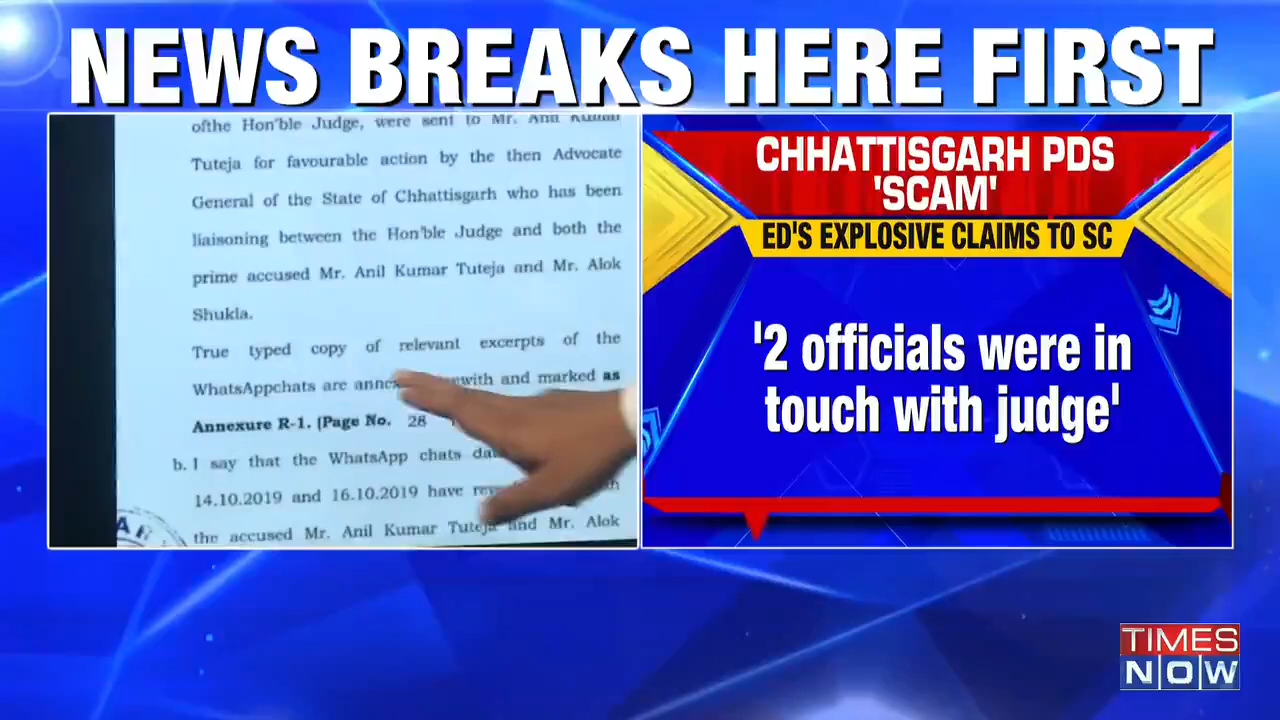 NEWS BREAKS HERE FIRST
ofthe Hon'ble Judge, were sent to Mr. Anil Kumar
Tuteja for favourable action by the then Advocate
General of the State of Chhattisgarh who has been
liaisoning between the Hon'ble Judge and both the
prime accused Mr. Anil Kumar Tuteja and Mr. Alok
Shukla.
True typed copy of relevant excerpts of the
WhatsAppchats are and marked as
Annexure R-1. (Page No. 28
b. I say that the WhatsApp chats
14.10.2019 and 16.10.2019 have
the accused Mr. Anil Kumar Tuteja and Mr. Alok
CHHATTISGARH PDS
'SCAM'
ED'S EXPLOSIVE CLAIMS TO SC
'2 officials were in
touch with judge'
TIMES
NOW